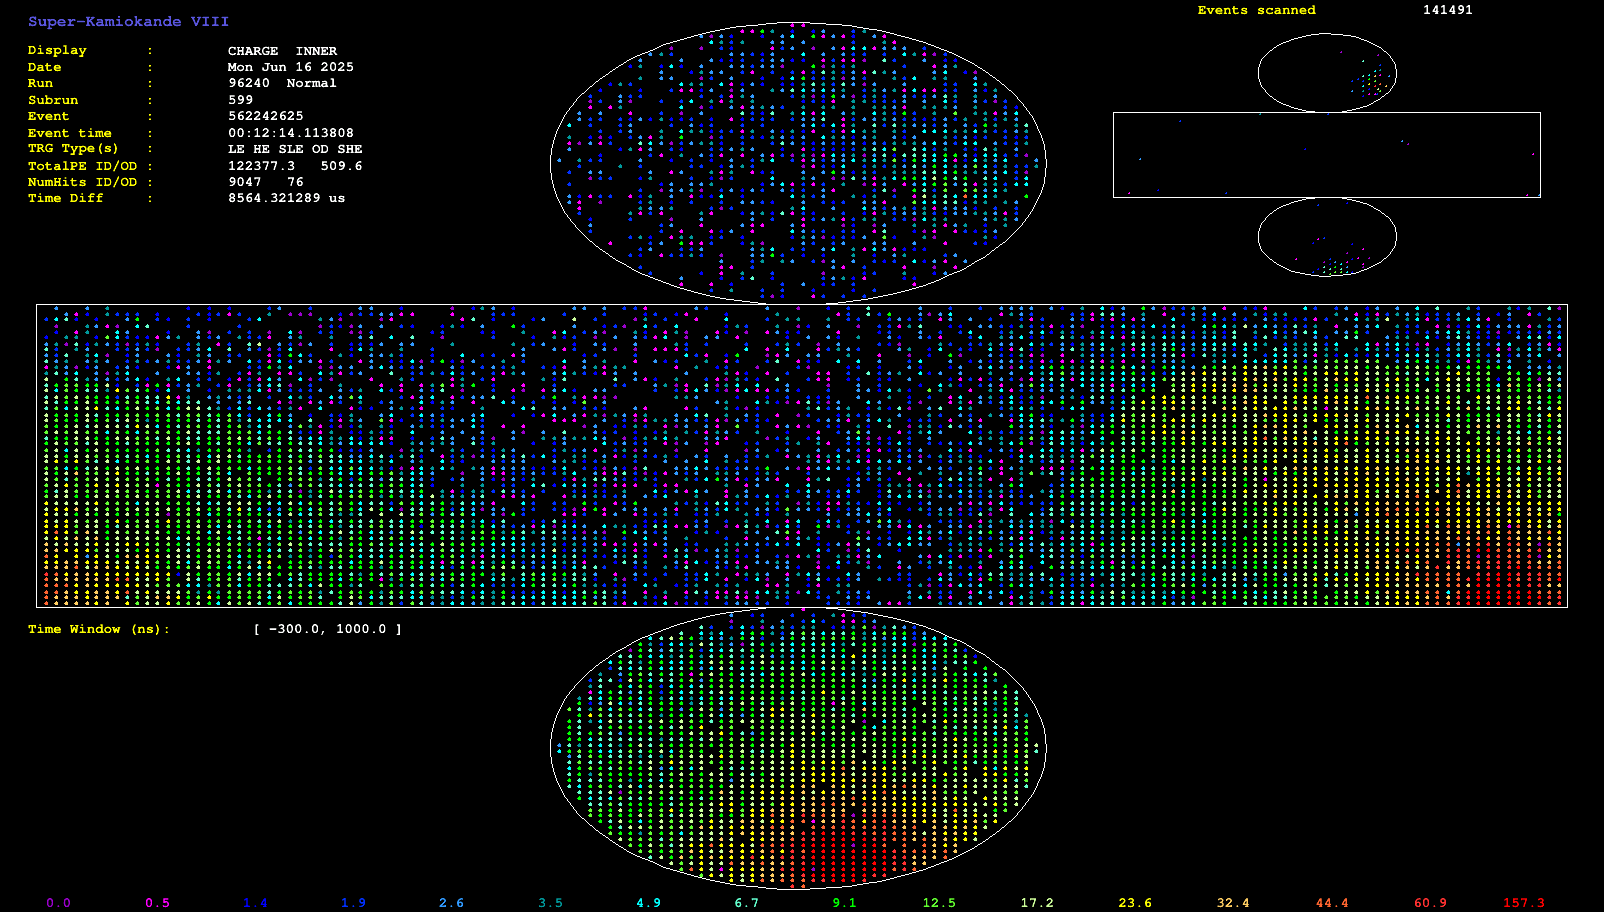 Super-Kamiokande VIII
Display : CHARGE INNER
Date : Mon Jun 16 2025
Run : 96240 Normal
Subrun : 599
Event : 562242625
Event time : 00:12:14.113808
TRG Type(s) : LE HE SLE OD SHE
TotalPE ID/OD : 122377.3 509.6
NumHits ID/OD : 9047 76
Time Diff : 8564.321289 us
Events scanned 141491
Time Window (ns): [ -300.0, 1000.0 ]
0.0 0.5 1.4 1.9 2.6 3.5 4.9 6.7 9.1 12.5 17.2 23.6 32.4 44.4 60.9 157.3